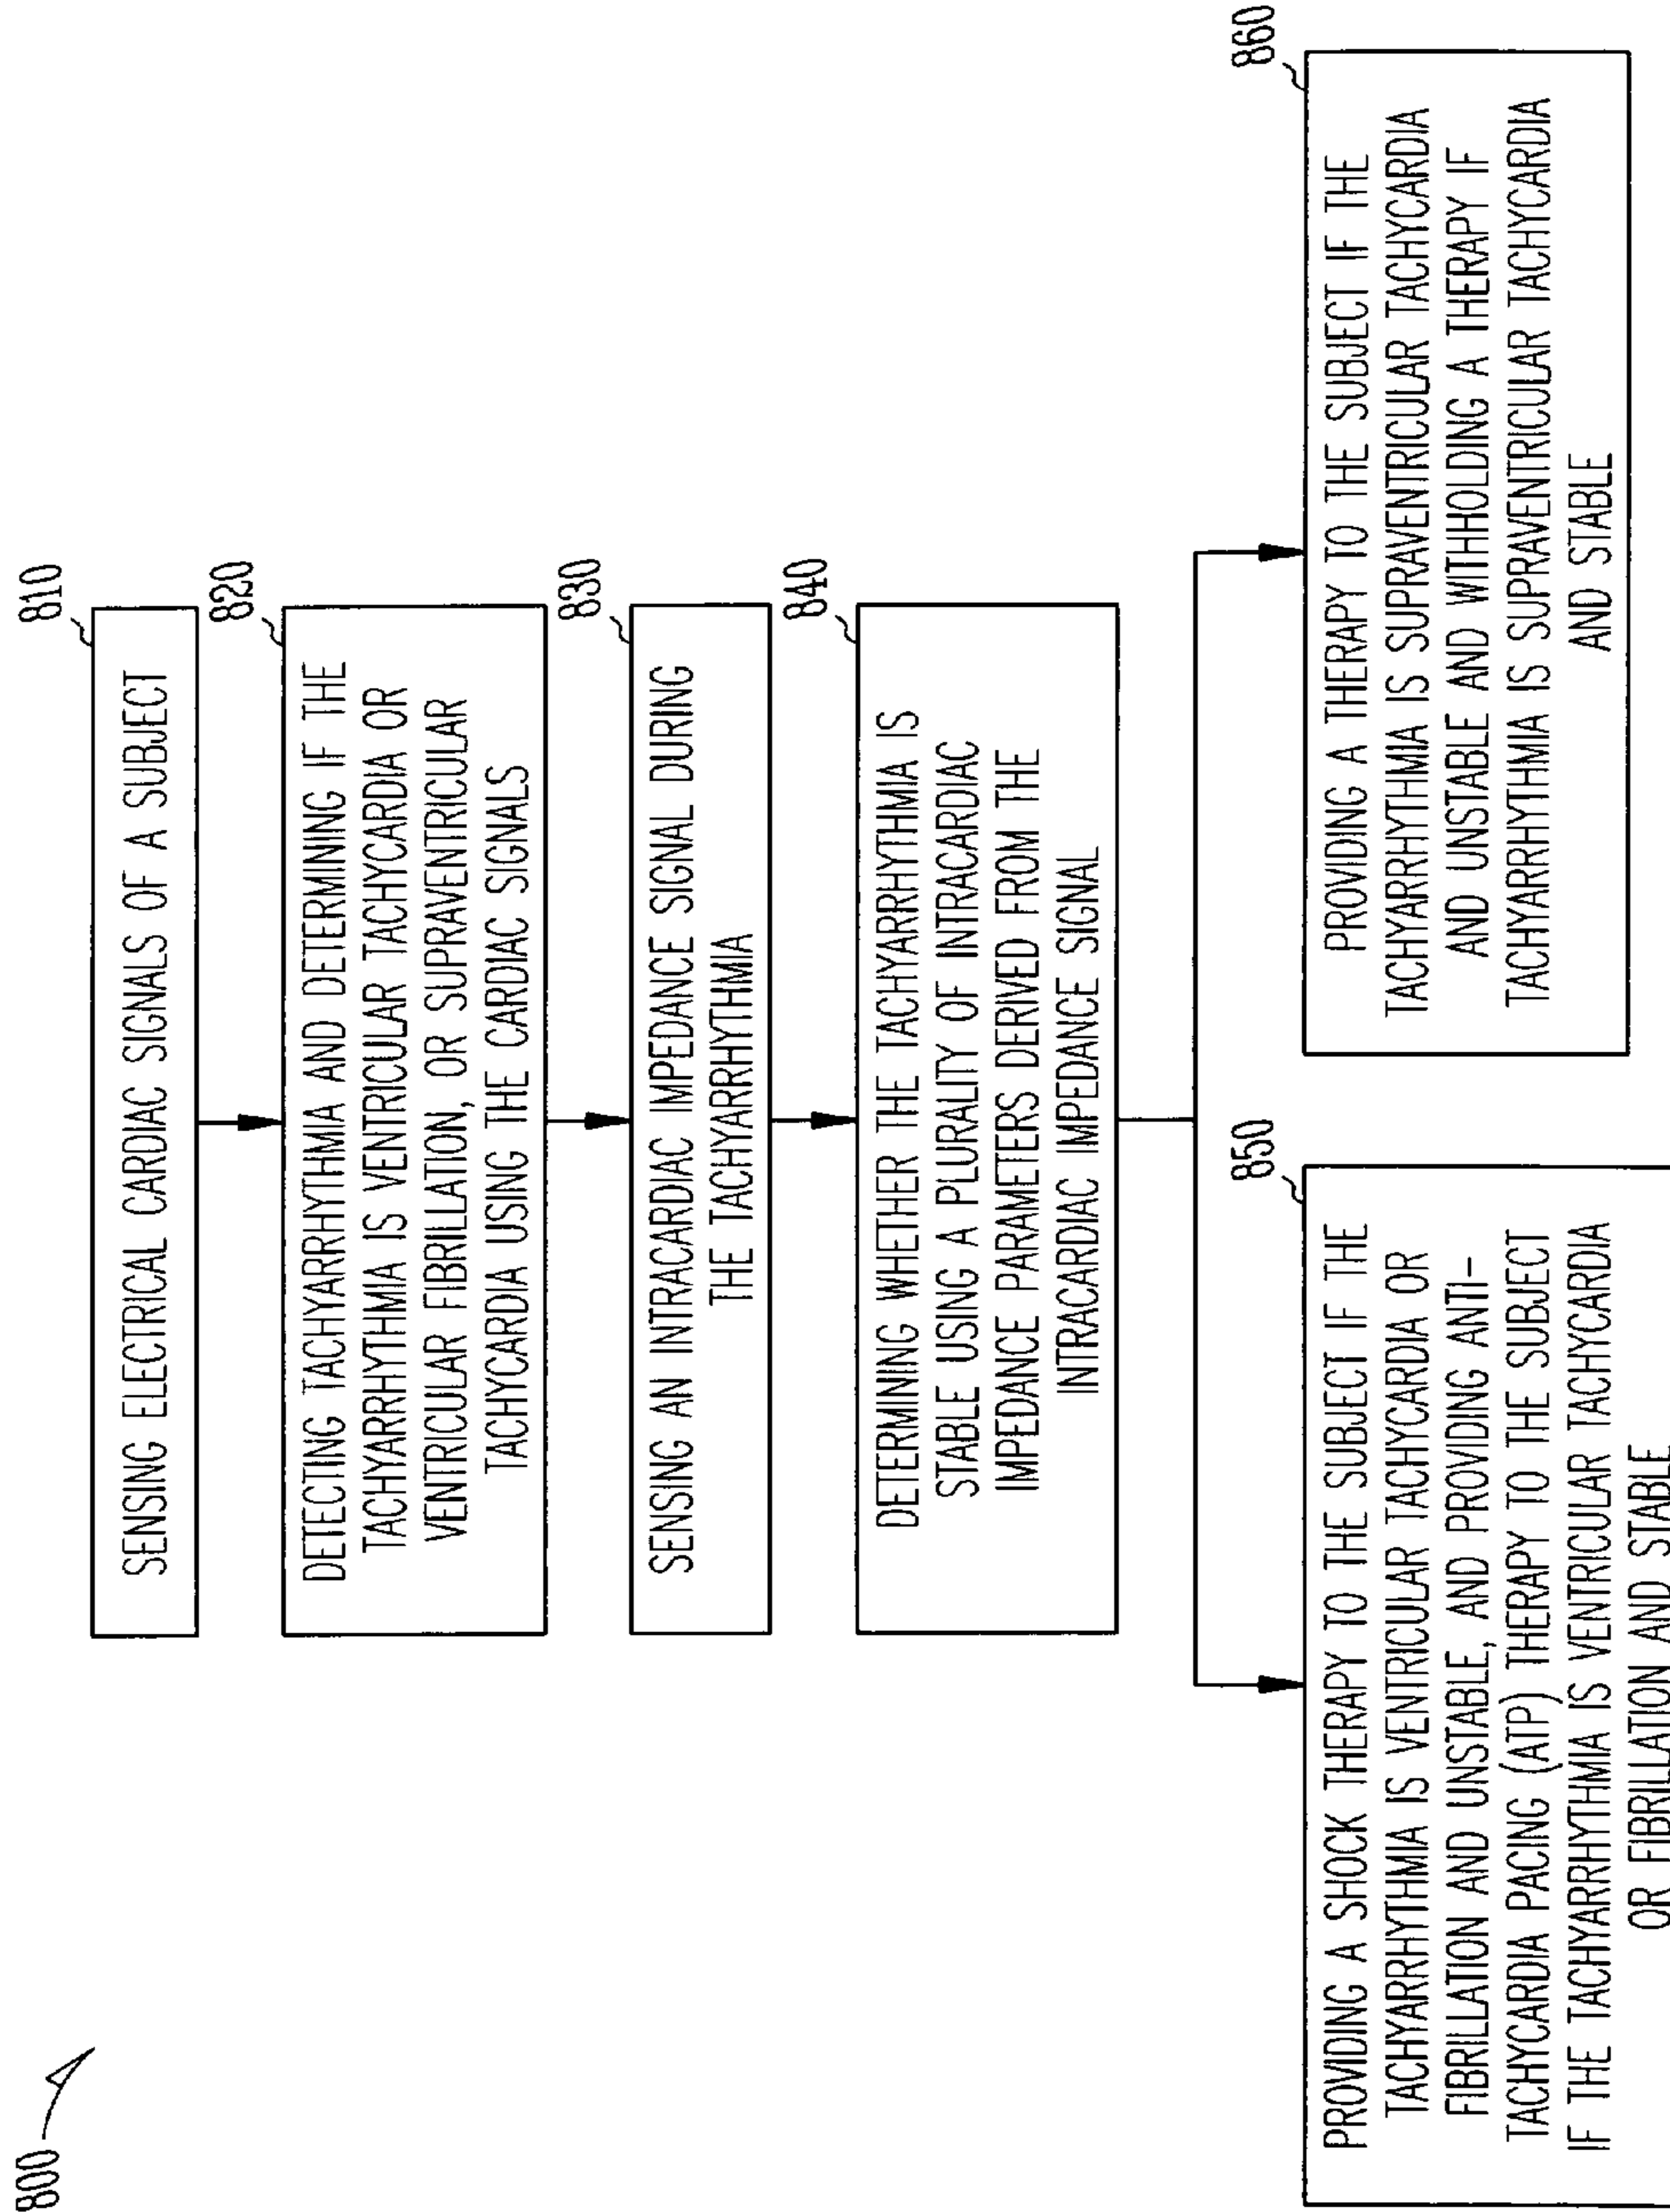 800
810
SENSING ELECTRICAL CARDIAC SIGNALS OF A SUBJECT
820
DETECTING TACHYARRHYTHMIA AND DETERMINING IF THE
TACHYARRHYTHMIA IS VENTRICULAR TACHYCARDIA OR
VENTRICULAR FIBRILLATION, OR SUPRAVENTRICULAR
TACHYCARDIA USING THE CARDIAC SIGNALS
830
SENSING AN INTRACARDIAC IMPEDANCE SIGNAL DURING
THE TACHYARRHYTHMIA
840
DETERMINING WHETHER THE TACHYARRHYTHMIA IS
STABLE USING A PLURALITY OF INTRACARDIAC
IMPEDANCE PARAMETERS DERIVED FROM THE
INTRACARDIAC IMPEDANCE SIGNAL
850
PROVIDING A SHOCK THERAPY TO THE SUBJECT IF THE
TACHYARRHYTHMIA IS VENTRICULAR TACHYCARDIA OR
FIBRILLATION AND UNSTABLE, AND PROVIDING ANTI-
TACHYCARDIA PACING (ATP) THERAPY TO THE SUBJECT
IF THE TACHYARRHYTHMIA IS VENTRICULAR TACHYCARDIA
OR FIBRILLATION AND STABLE
860
PROVIDING A THERAPY TO THE SUBJECT IF THE
TACHYARRHYTHMIA IS SUPRAVENTRICULAR TACHYCARDIA
AND UNSTABLE AND WITHHOLDING A THERAPY IF
TACHYARRHYTHMIA IS SUPRAVENTRICULAR TACHYCARDIA
AND STABLE